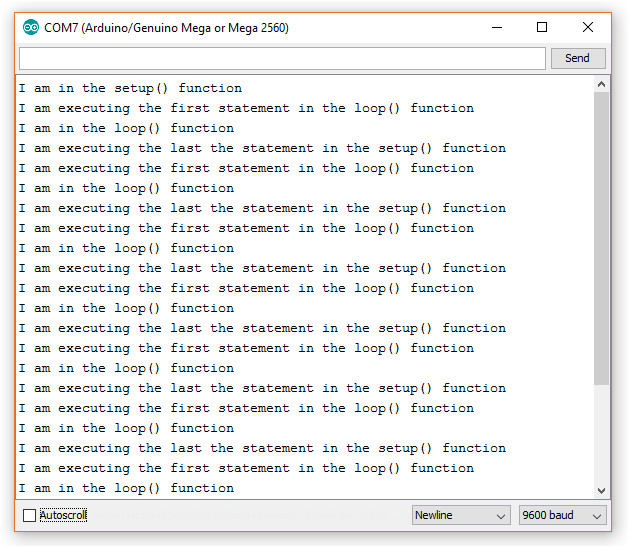 COM7 (Arduino/Genuino Mega or Mega 2560)
Send
I am in the setup() function
I am executing the first statement in the loop() function
I am in the loop() function
I am executing the last the statement in the setup() function
I am executing the first statement in the loop() function
I am in the loop() function
I am executing the last the statement in the setup() function
I am executing the first statement in the loop() function
I am in the loop() function
I am executing the last the statement in the setup() function
I am executing the first statement in the loop() function
I am in the loop() function
I am executing the last the statement in the setup() function
I am executing the first statement in the loop() function
I am in the loop() function
I am executing the last the statement in the setup() function
I am executing the first statement in the loop() function
I am in the loop() function
I am executing the last the statement in the setup() function
I am executing the first statement in the loop() function
I am in the loop() function
Autoscroll Newline 9600 baud